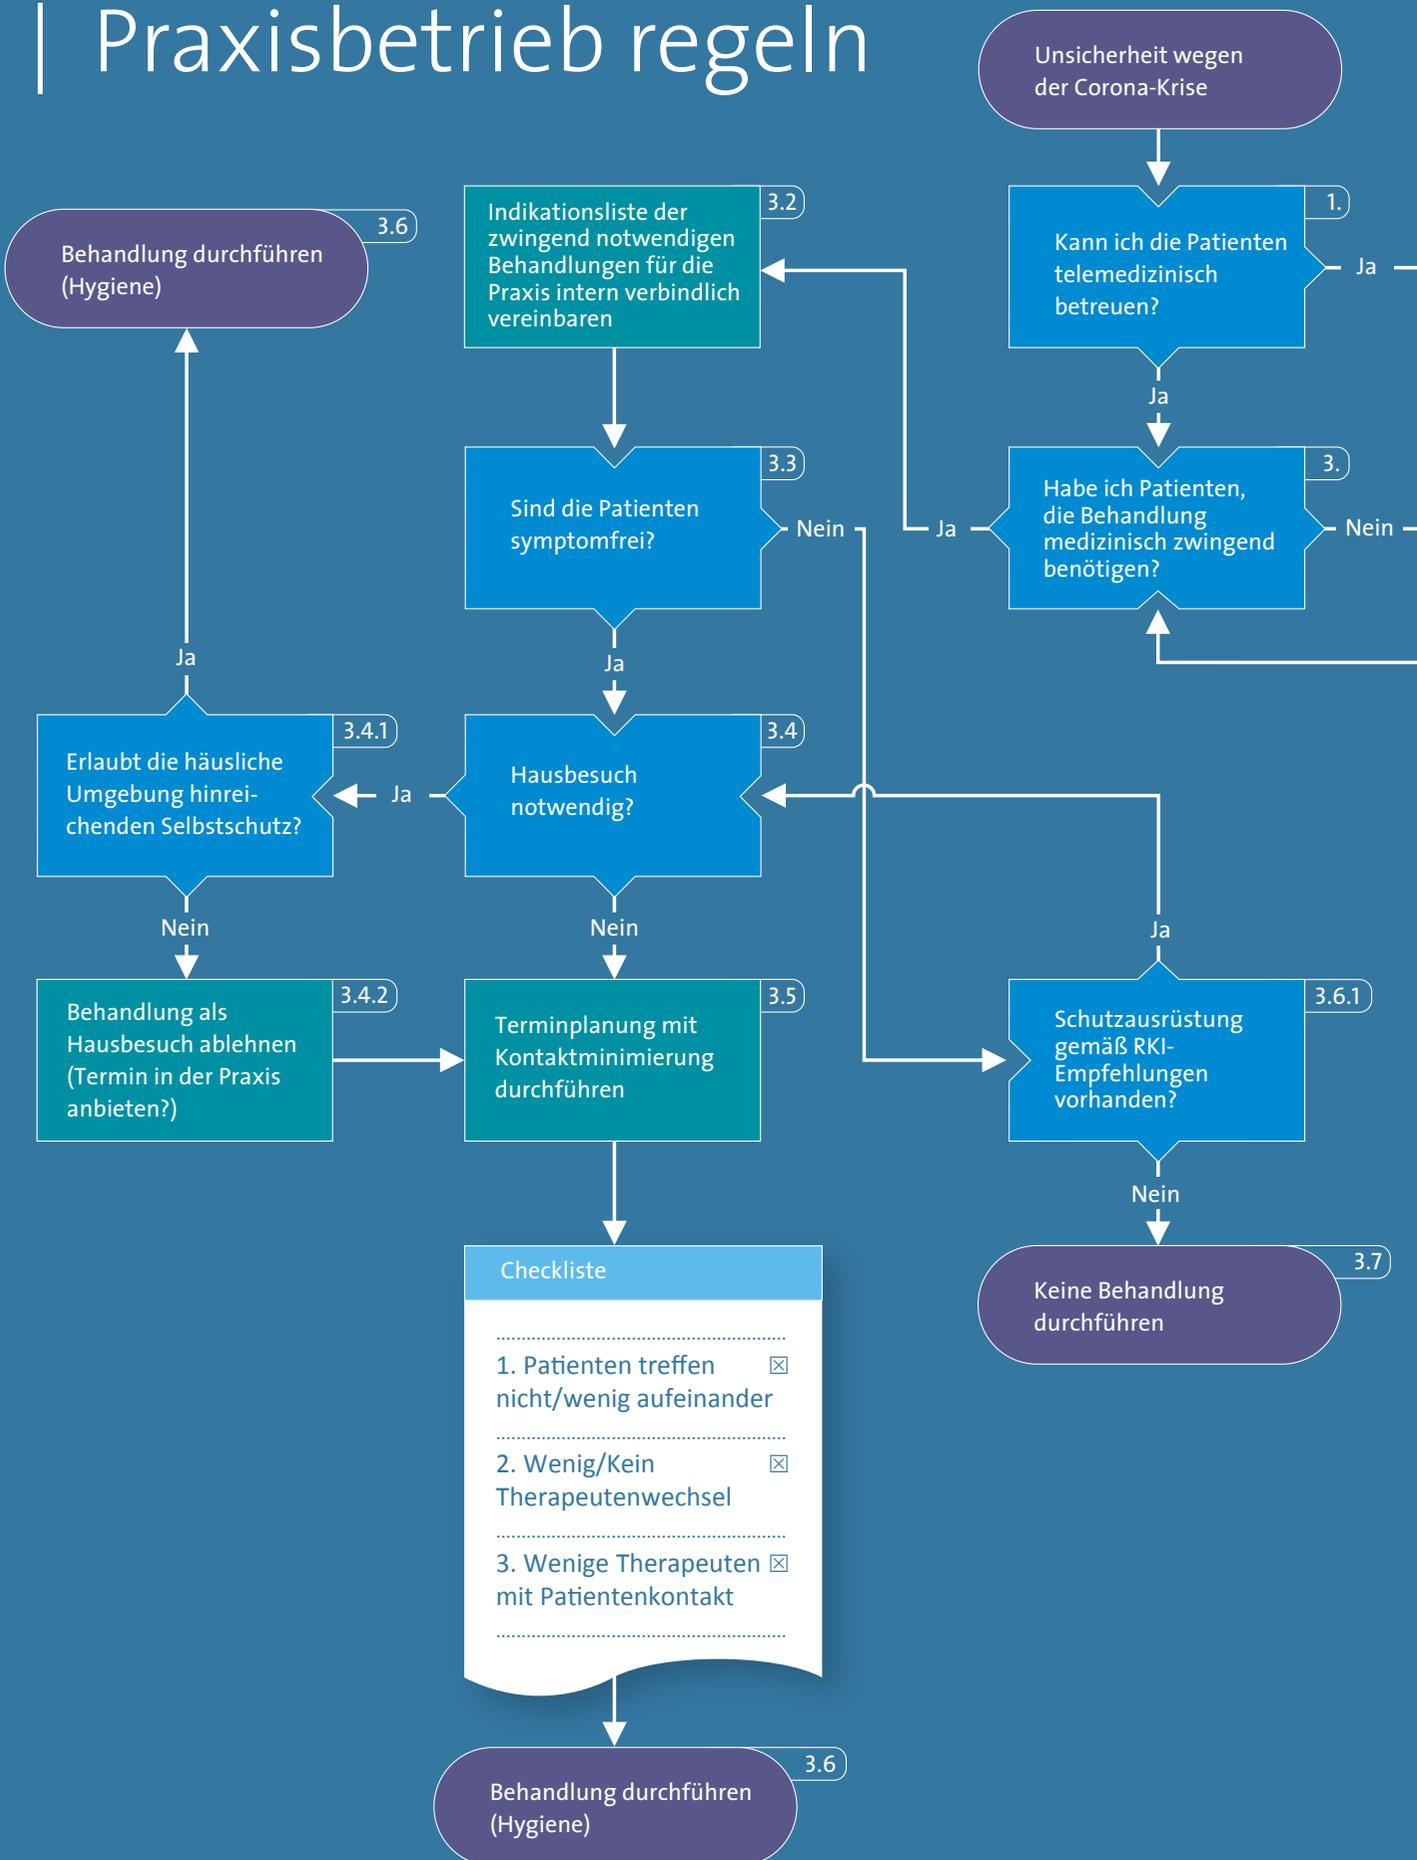 Praxisbetrieb regeln
Unsicherheit wegen
der Corona-Krise
1.
Kann ich die Patienten
telemedizinisch
betreuen?
Ja
Ja
3.
Habe ich Patienten,
die Behandlung
medizinisch zwingend
benötigen?
Nein
Ja
3.2
Indikationsliste der
zwingend notwendigen
Behandlungen für die
Praxis intern verbindlich
vereinbaren
3.3
Sind die Patienten
symptomfrei?
Nein
Ja
3.4
Hausbesuch
notwendig?
Ja
Nein
3.4.1
Erlaubt die häusliche
Umgebung hinrei-
chenden Selbstschutz?
Ja
3.6
Behandlung durchführen
(Hygiene)
Nein
3.4.2
Behandlung als
Hausbesuch ablehnen
(Termin in der Praxis
anbieten?)
3.5
Terminplanung mit
Kontaktminimierung
durchführen
Ja
3.6.1
Schutzausrüstung
gemäß RKI-
Empfehlungen
vorhanden?
Nein
3.7
Keine Behandlung
durchführen
Checkliste
1. Patienten treffen ☒
nicht/wenig aufeinander
2. Wenig/Kein ☒
Therapeutenwechsel
3. Wenige Therapeuten ☒
mit Patientenkontakt
3.6
Behandlung durchführen
(Hygiene)